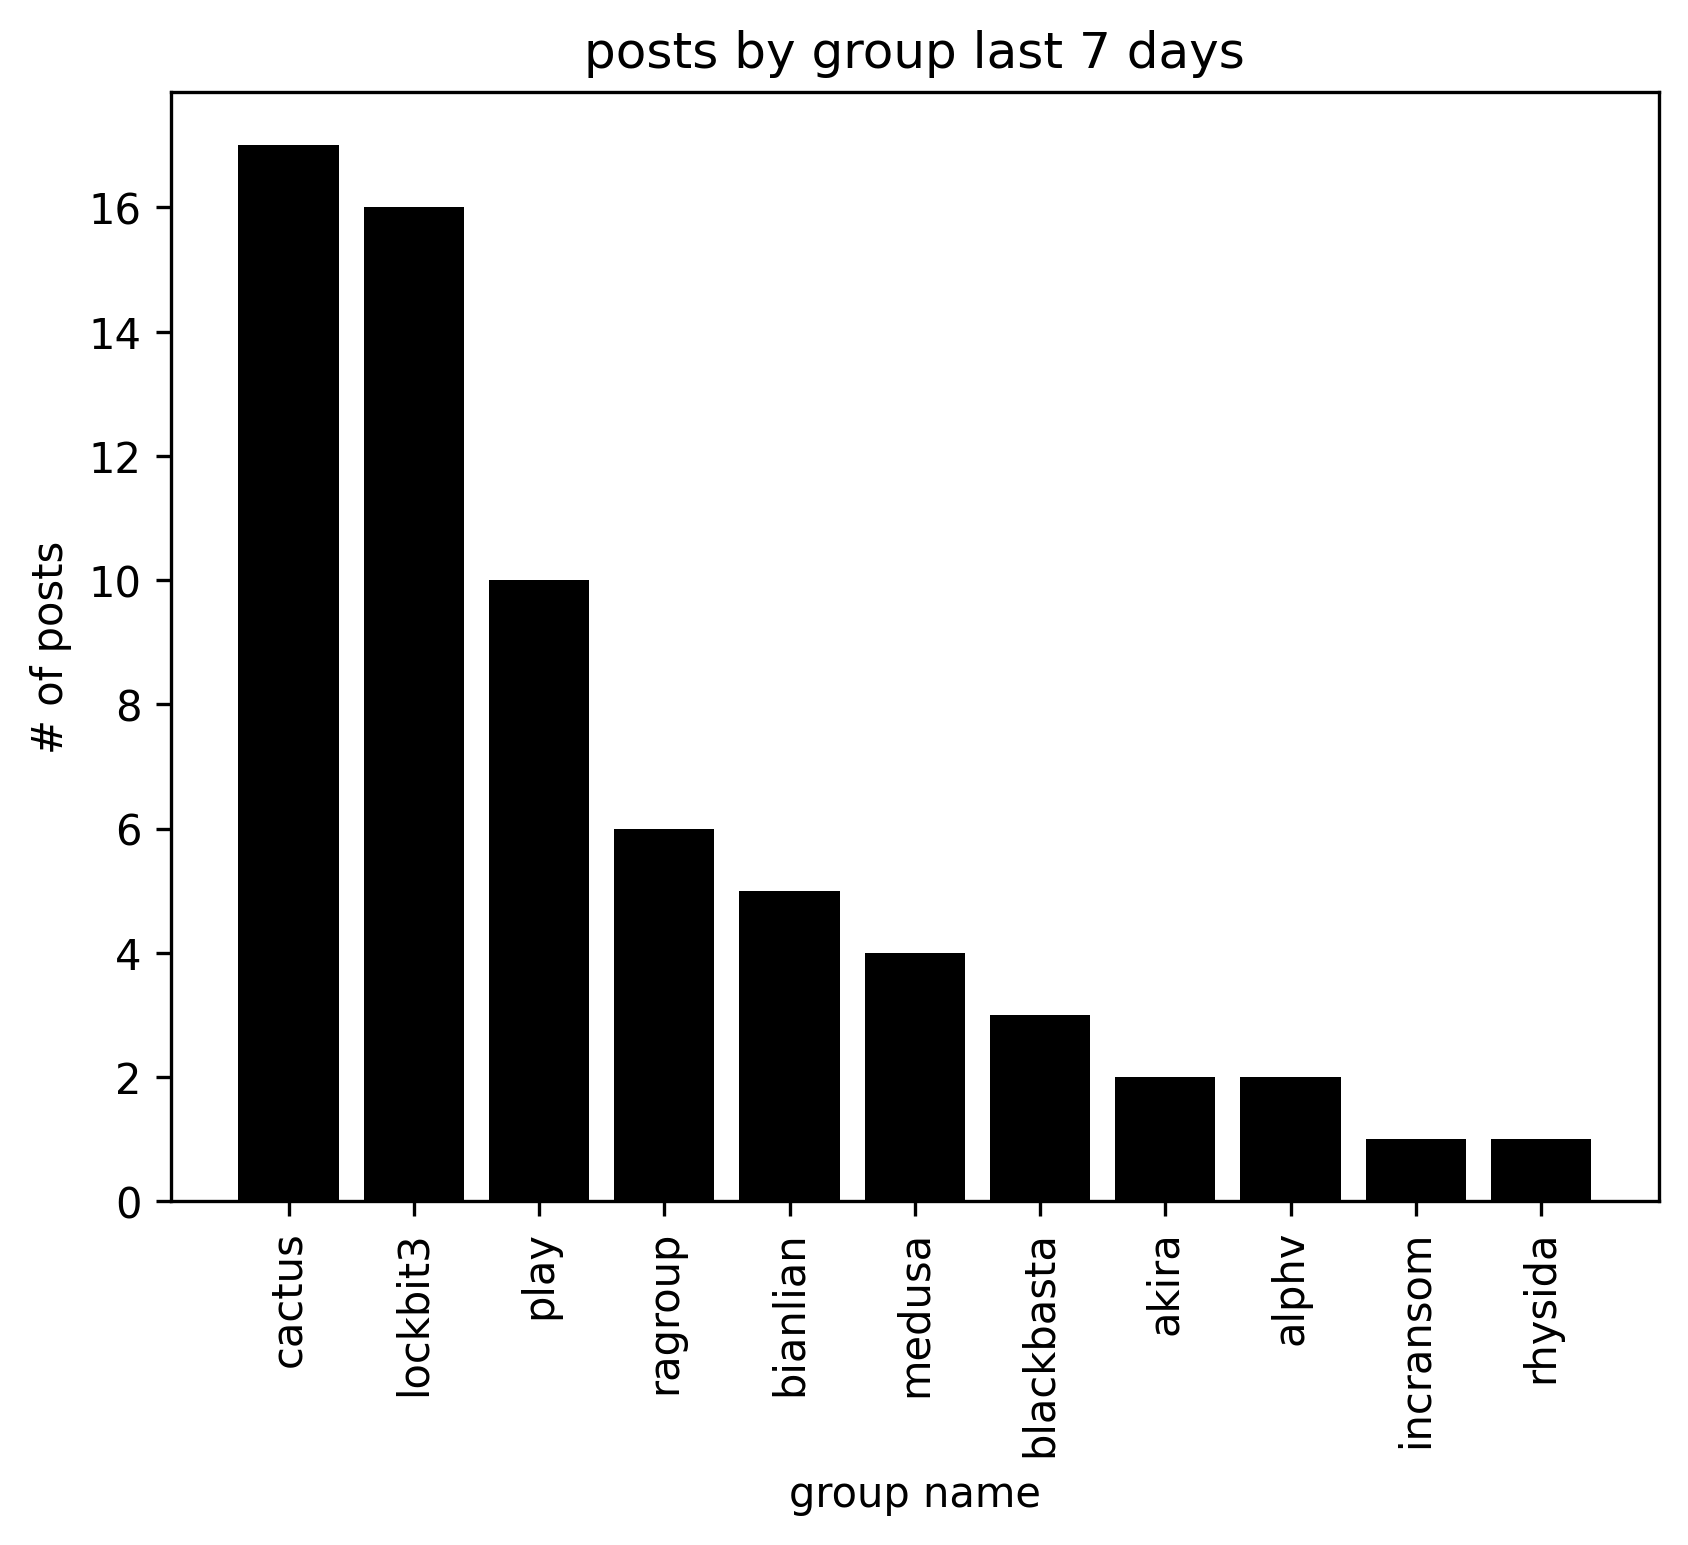 posts by group last 7 days
# of posts
16
14
12
10
8
6
4
2
0
cactus
lockbit3
play
ragroup
bianlian
medusa
blackbasta
akira
alphv
incransom
rhysida
group name